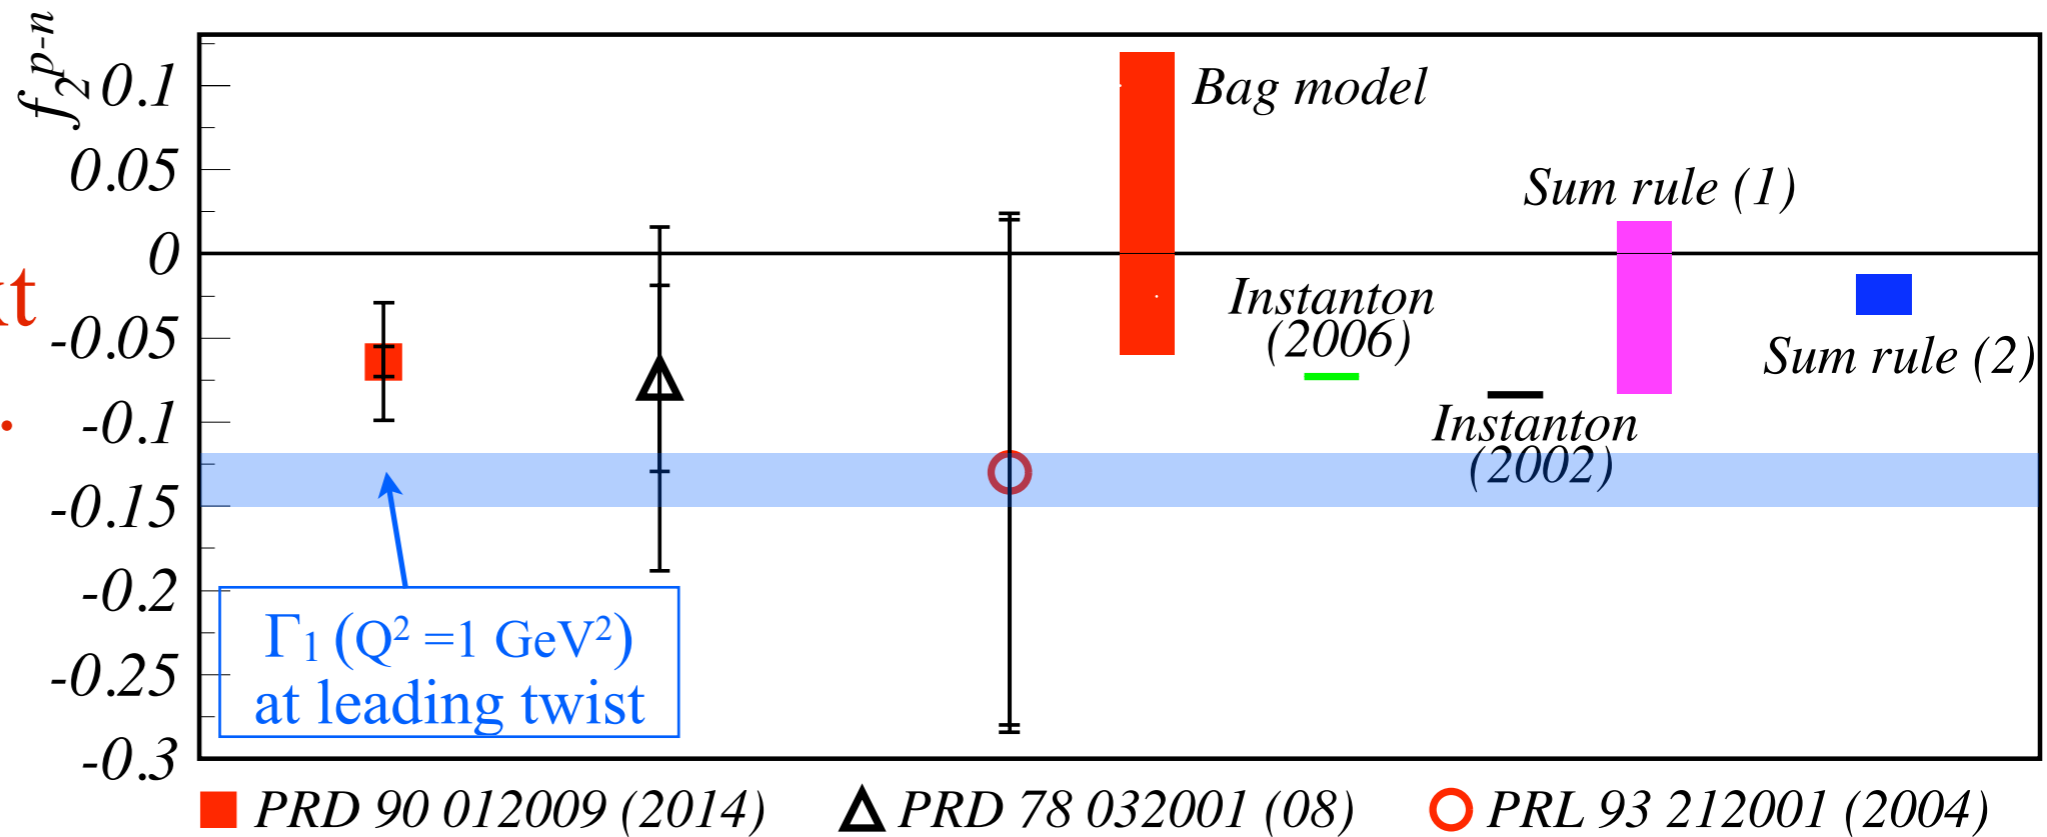 f₂ᵖ⁻ⁿ
0.1
0.05
0
-0.05
-0.1
-0.15
-0.2
-0.25
-0.3
xt
.
Bag model
Sum rule (1)
Instanton
(2006)
Sum rule (2)
Instanton
(2002)
Γ₁ (Q² =1 GeV²)
at leading twist
PRD 90 012009 (2014) PRD 78 032001 (08) PRL 93 212001 (2004)